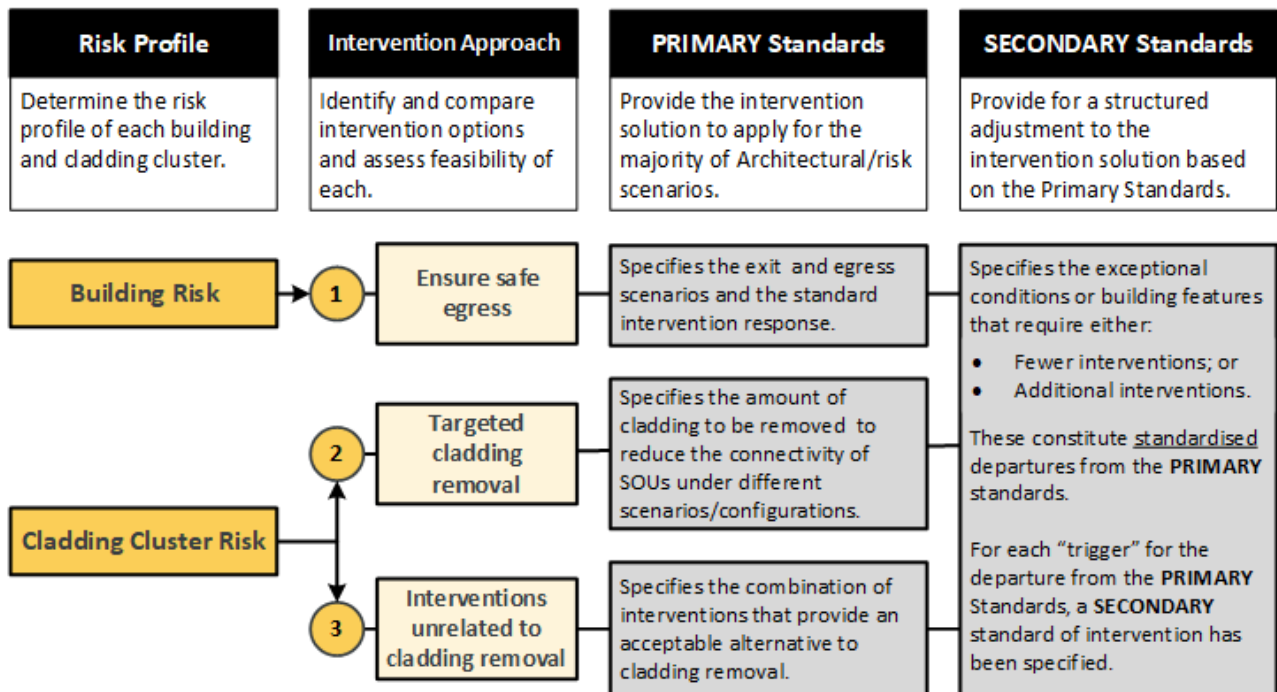 Risk Profile
Determine the risk
profile of each building
and cladding cluster.
Intervention Approach
Identify and compare
intervention options
and assess feasibility of
each.
PRIMARY Standards
Provide the intervention
solution to apply for the
majority of Architectural/risk
scenarios.
SECONDARY Standards
Provide for a structured
adjustment to the
intervention solution based
on the Primary Standards.
Building Risk
1
Ensure safe
egress
Specifies the exit and egress
scenarios and the standard
intervention response.
Cladding Cluster Risk
2
Targeted
cladding
removal
Specifies the amount of
cladding to be removed to
reduce the connectivity of
SOUs under different
scenarios/configurations.
3
Interventions
unrelated to
cladding removal
Specifies the combination of
interventions that provide an
acceptable alternative to
cladding removal.
Specifies the exceptional
conditions or building features
that require either:
• Fewer interventions; or
• Additional interventions.
These constitute standardised
departures from the PRIMARY
standards.
For each “trigger” for the
departure from the PRIMARY
Standards, a SECONDARY
standard of intervention has
been specified.